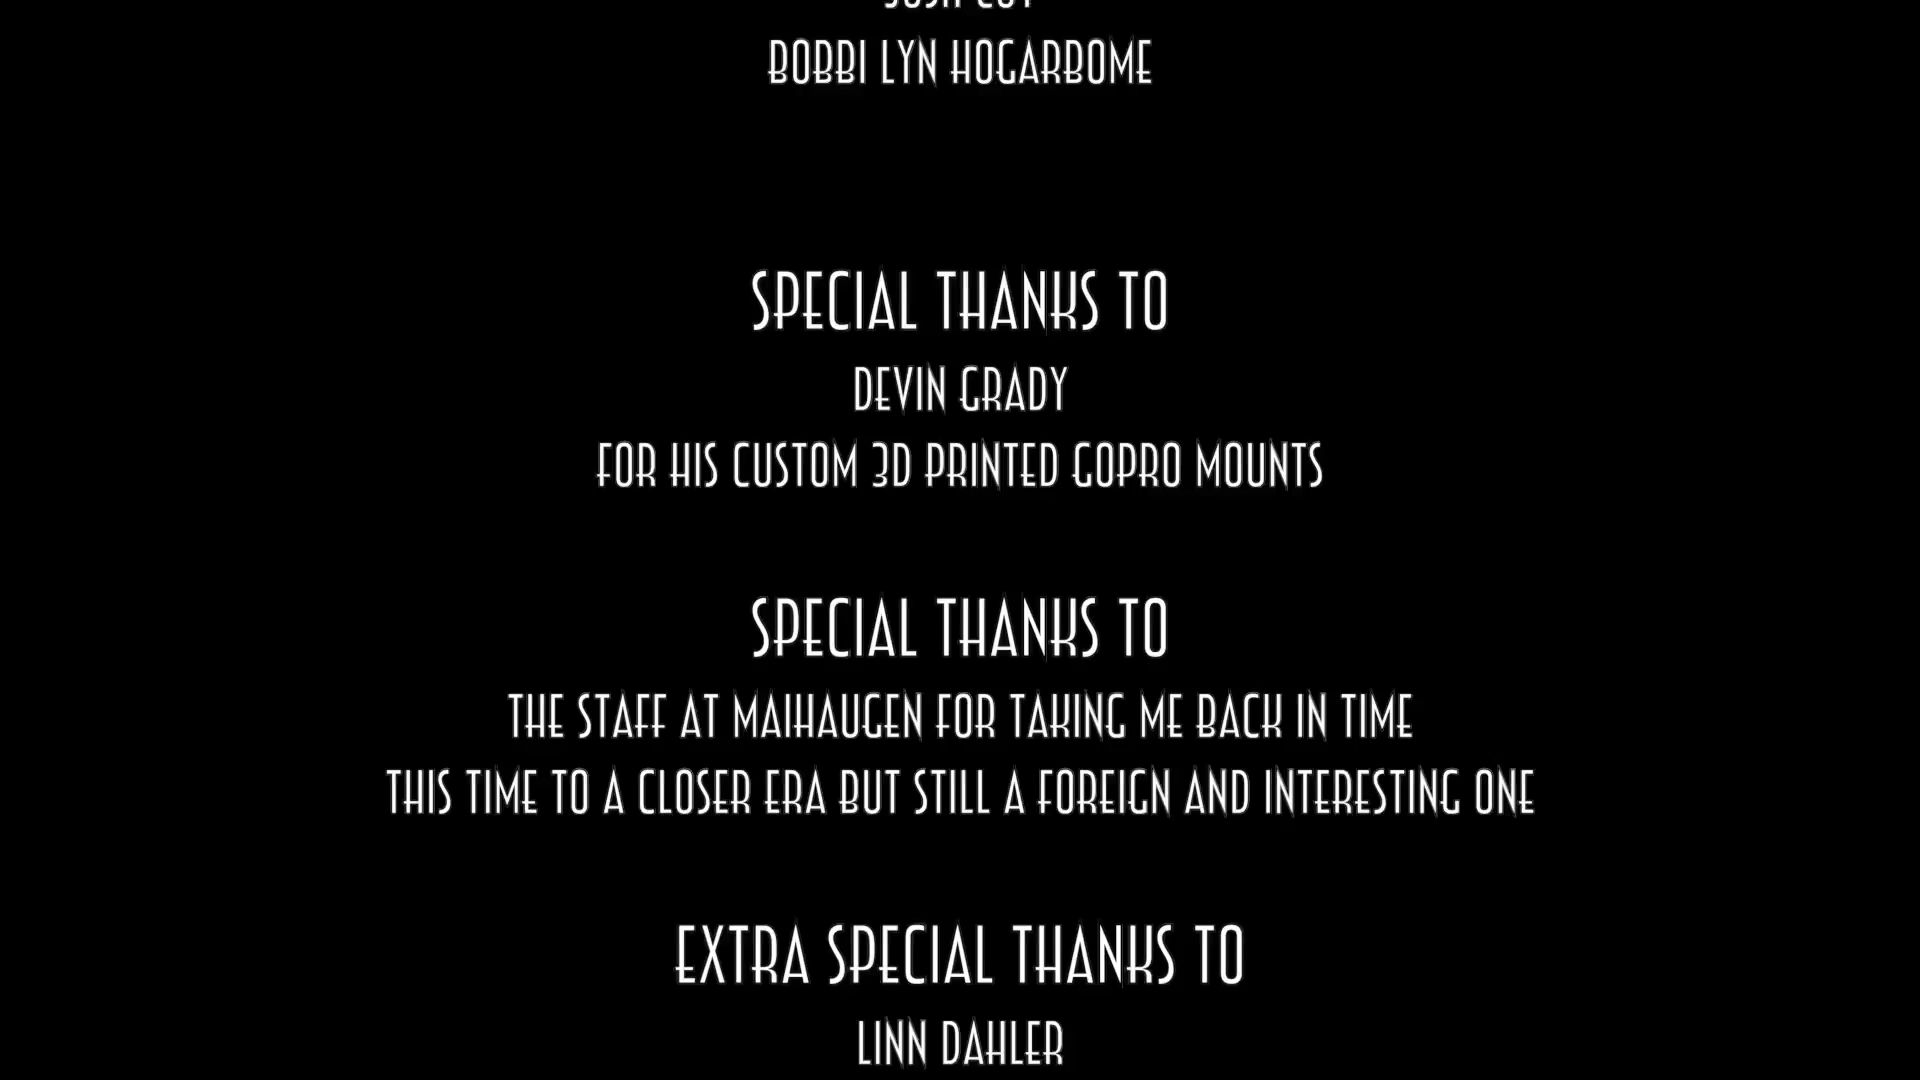 BOBBI LYN HOGARBOME
SPECIAL THANKS TO
DEVIN GRADY
FOR HIS CUSTOM 3D PRINTED GOPRO MOUNTS
SPECIAL THANKS TO
THE STAFF AT MAIHAUGEN FOR TAKING ME BACK IN TIME
THIS TIME TO A CLOSER ERA BUT STILL A FOREIGN AND INTERESTING ONE
EXTRA SPECIAL THANKS TO
LINN DAHLER